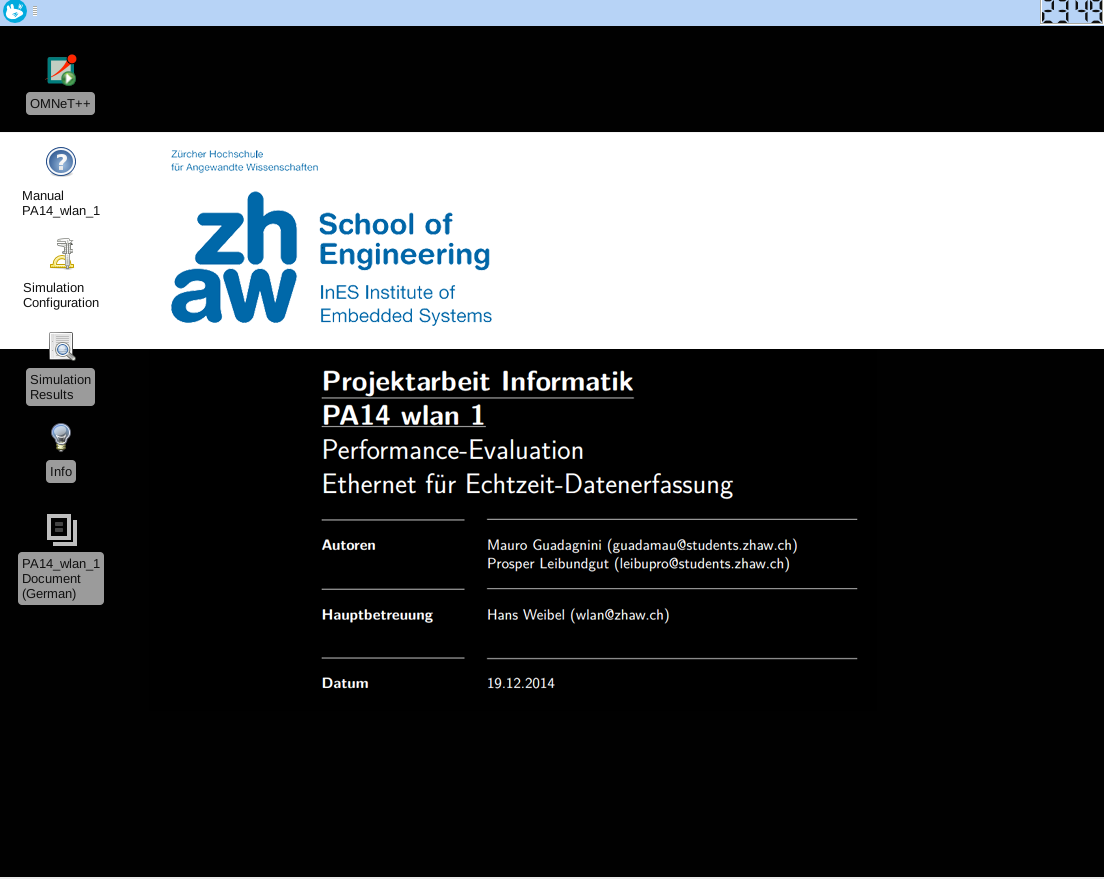 23 49
OMNeT++
Manual
PA14_wlan_1
Simulation
Configuration
Simulation
Results
Info
PA14_wlan_1
Document
(German)
Zürcher Hochschule
für Angewandte Wissenschaften
zh
aw
School of
Engineering
InES Institute of
Embedded Systems
Projektarbeit Informatik
PA14 wlan 1
Performance-Evaluation
Ethernet für Echtzeit-Datenerfassung
Autoren
Mauro Guadagnini (guadamau@students.zhaw.ch)
Prosper Leibundgut (leibupro@students.zhaw.ch)
Hauptbetreuung
Hans Weibel (wlan@zhaw.ch)
Datum
19.12.2014